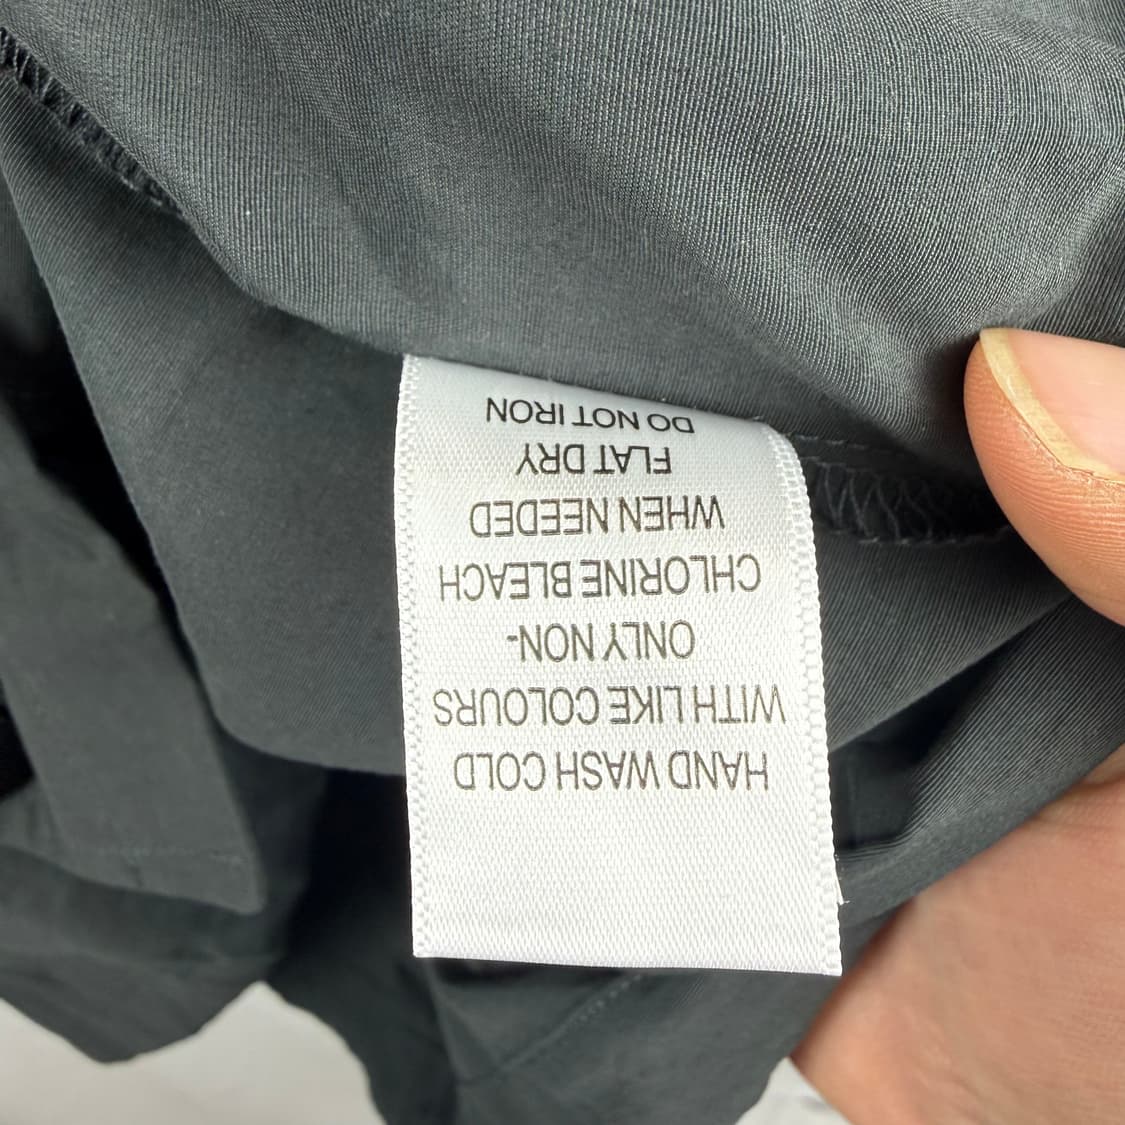 HAND WASH COLD
WITH LIKE COLOURS
ONLY NON-
CHLORINE BLEACH
WHEN NEEDED
FLAT DRY
DO NOT IRON